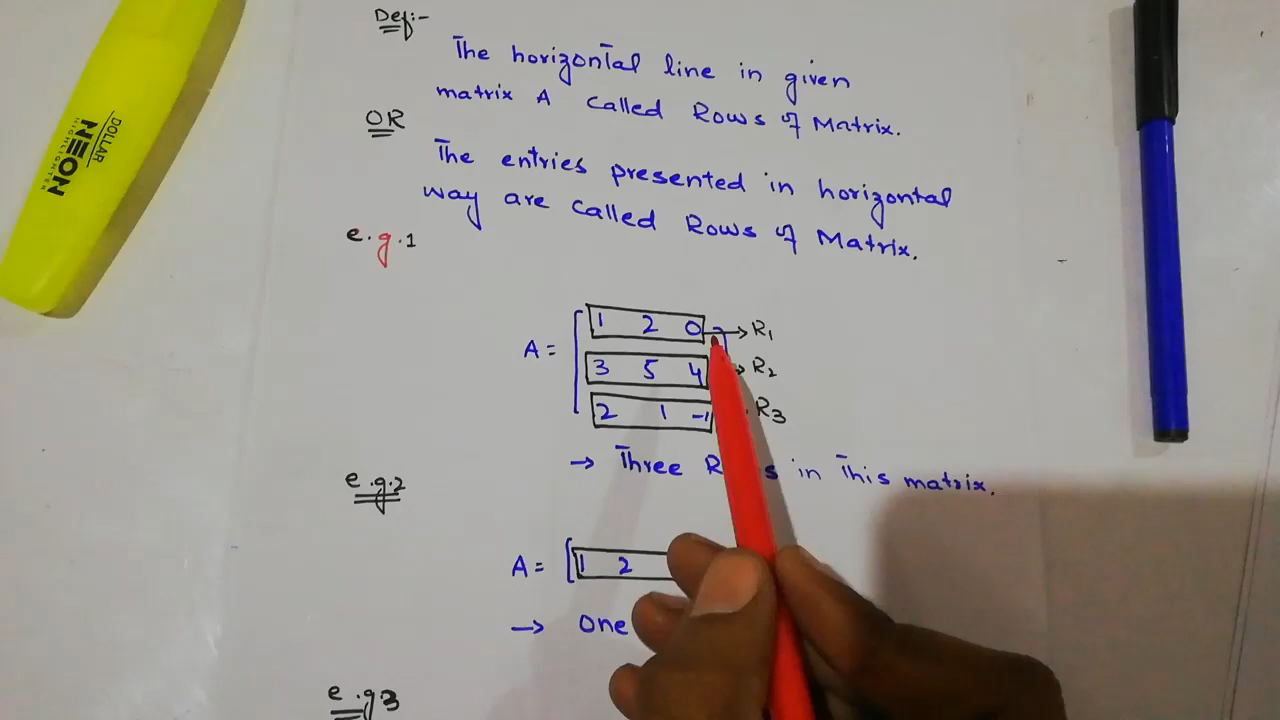 Def:-
The horizontal line in given
matrix A called Rows of Matrix.
OR
The entries presented in horizontal
way are called Rows of Matrix.
e.g.1
A = [ 1 2 0 → R1
3 5 4 → R2
2 1 -1 R3
→ Three in This matrix.
e.g.2
A = [ 1 2
→ One
e.g3
DOLLAR
NEON
HIGHLIGHTER